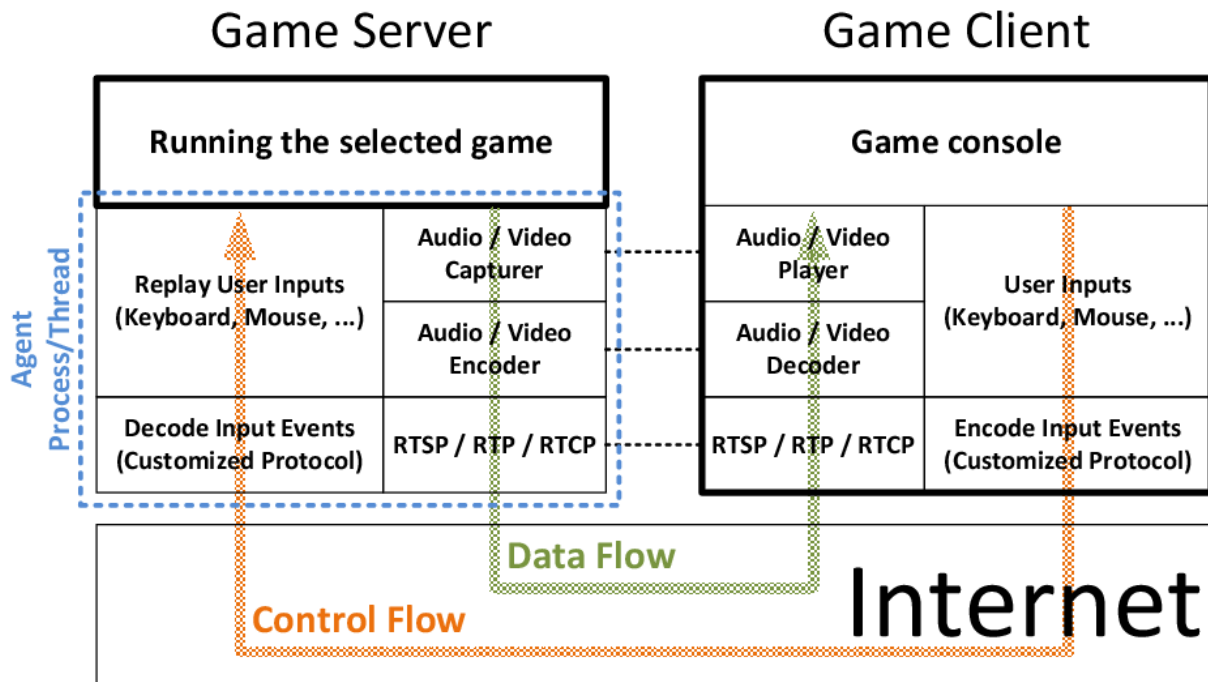 Game Server
Game Client
Running the selected game
Game console
Agent
Process/Thread
Replay User Inputs
(Keyboard, Mouse, ...)
Audio / Video
Capturer
Audio / Video
Encoder
Decode Input Events
(Customized Protocol)
RTSP / RTP / RTCP
Audio / Video
Player
Audio / Video
Decoder
RTSP / RTP / RTCP
User Inputs
(Keyboard, Mouse, ...)
Encode Input Events
(Customized Protocol)
Data Flow
Control Flow
Internet